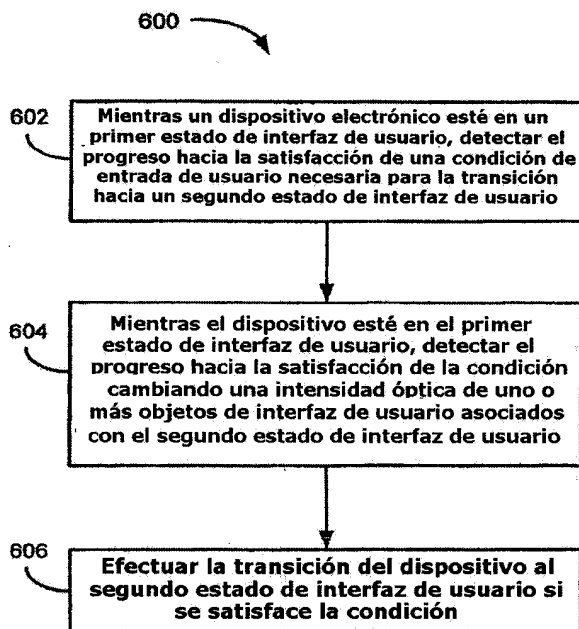 600
602
Mientras un dispositivo electrónico esté en un
primer estado de interfaz de usuario, detectar el
progreso hacia la satisfacción de una condición de
entrada de usuario necesaria para la transición
hacia un segundo estado de interfaz de usuario
604
Mientras el dispositivo esté en el primer
estado de interfaz de usuario, detectar el
progreso hacia la satisfacción de la condición
cambiando una intensidad óptica de uno o
más objetos de interfaz de usuario asociados
con el segundo estado de interfaz de usuario
606
Efectuar la transición del dispositivo al
segundo estado de interfaz de usuario si
se satisface la condición